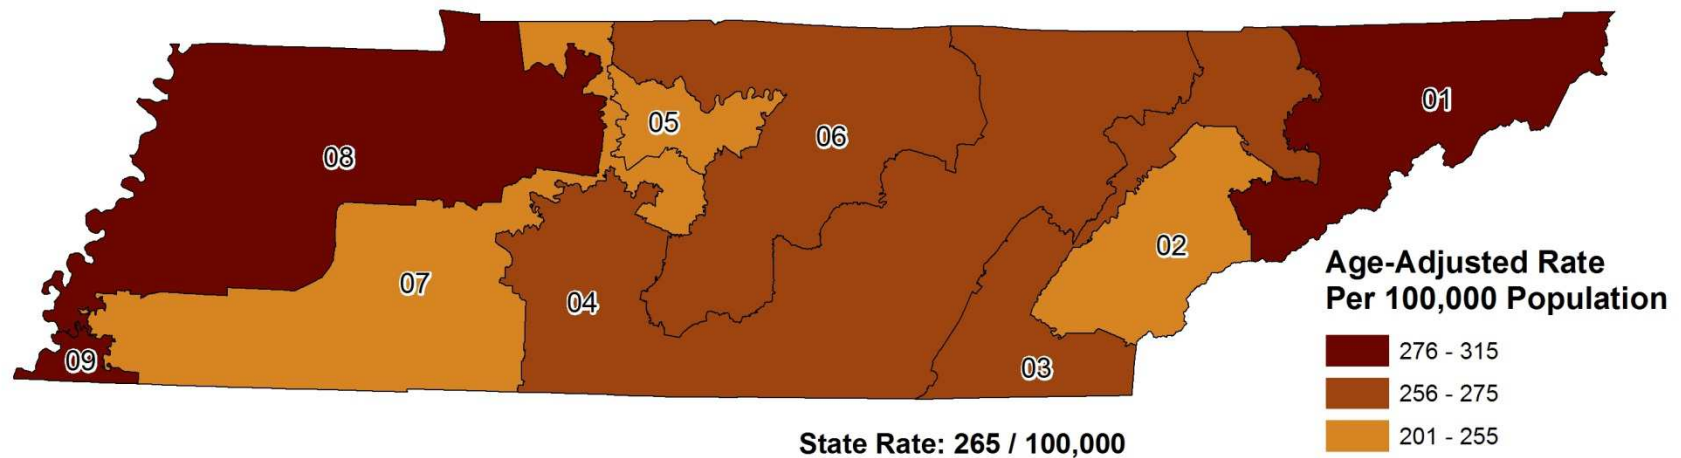 01
05
06
08
02
07
04
09
03
Age-Adjusted Rate
Per 100,000 Population
276 - 315
256 - 275
201 - 255
State Rate: 265 / 100,000